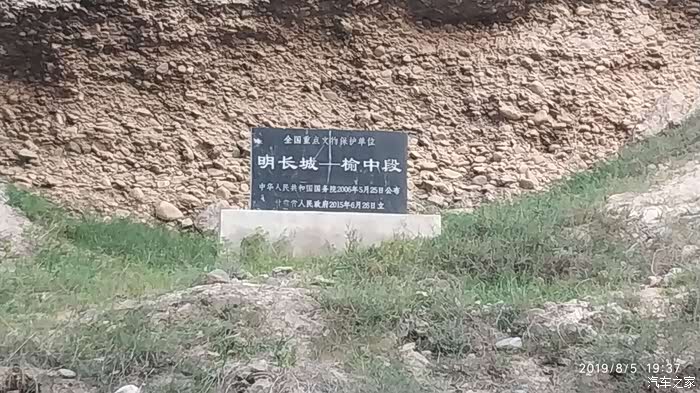 全国重点文物保护单位
明长城—榆中段
中华人民共和国国务院2006年5月25日公布
甘肃省人民政府2015年6月26日立
2019/8/5 19:37
汽车之家